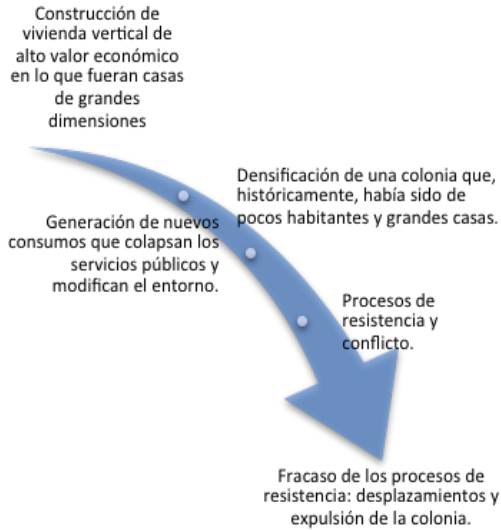 Construcción de
vivienda vertical de
alto valor económico
en lo que fueran casas
de grandes
dimensiones
Densificación de una colonia que,
históricamente, había sido de
pocos habitantes y grandes casas.
Generación de nuevos
consumos que colapsan los
servicios públicos y
modifican el entorno.
Procesos de
resistencia y
conflicto.
Fracaso de los procesos de
resistencia: desplazamientos y
expulsión de la colonia.